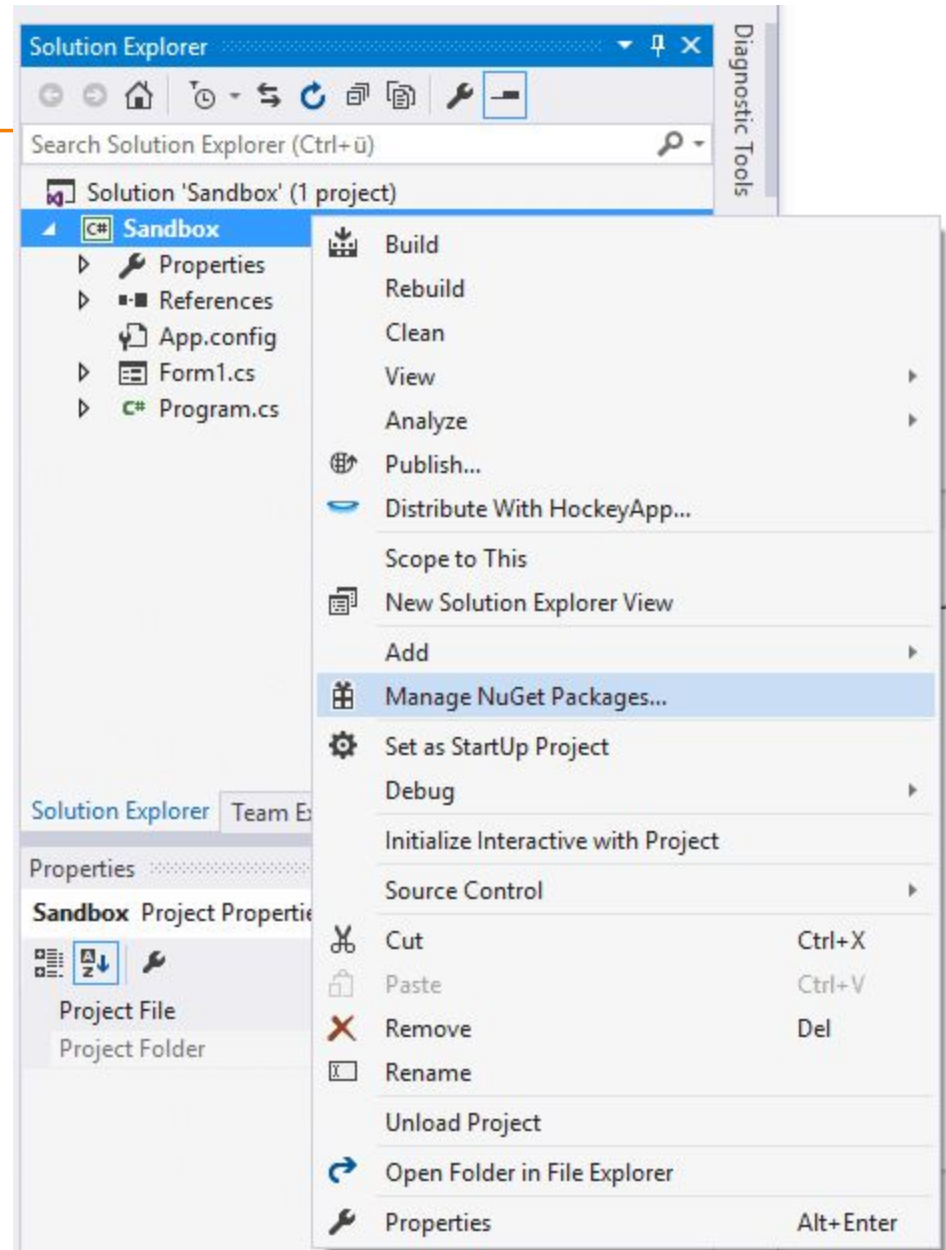 Solution Explorer
Diagnostic Tools
Search Solution Explorer (Ctrl+ü)
Solution 'Sandbox' (1 project)
C# Sandbox
Properties
References
App.config
Form1.cs
C# Program.cs
Build
Rebuild
Clean
View
Analyze
Publish...
Distribute With HockeyApp...
Scope to This
New Solution Explorer View
Add
Manage NuGet Packages...
Set as StartUp Project
Debug
Initialize Interactive with Project
Source Control
Cut Ctrl+X
Paste Ctrl+V
Remove Del
Rename
Unload Project
Open Folder in File Explorer
Properties Alt+Enter
Solution Explorer Team Ex
Properties
Sandbox Project Propertie
Project File
Project Folder